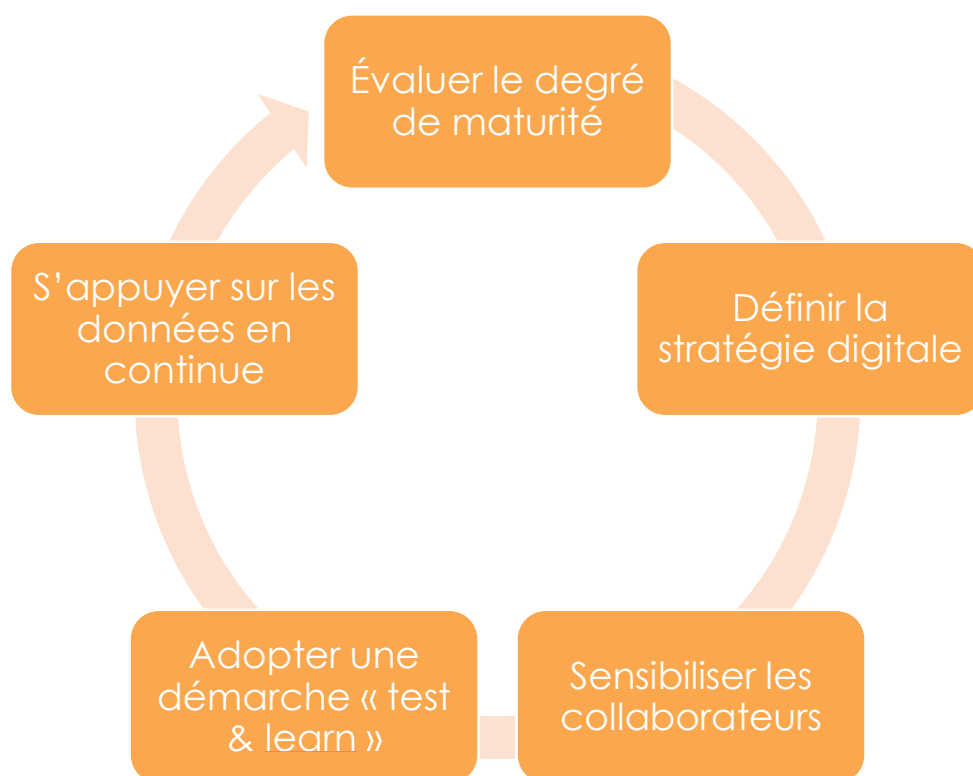 Évaluer le degré
de maturité
Définir la
stratégie digitale
Sensibiliser les
collaborateurs
Adopter une
démarche « test
& learn »
S’appuyer sur les
données en
continue